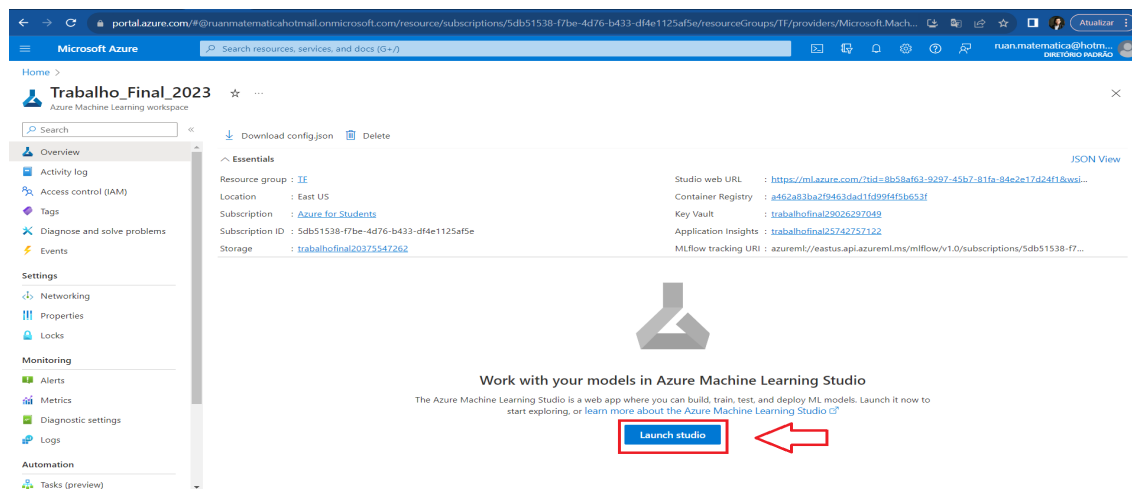 portal.azure.com/#@ruanmatematicahotmail.onmicrosoft.com/resource/subscriptions/5db51538-f7be-4d76-b433-df4e1125af5e/resourceGroups/TF/providers/Microsoft.Mach...
Atualizar
Microsoft Azure
Search resources, services, and docs (G+/)
ruan.matematica@hotm...
DIRETÓRIO PADRÃO
Home >
Trabalho_Final_2023
Azure Machine Learning workspace
Search
Download config.json
Delete
Overview
Activity log
Access control (IAM)
Tags
Diagnose and solve problems
Events
Settings
Networking
Properties
Locks
Monitoring
Alerts
Metrics
Diagnostic settings
Logs
Automation
Tasks (preview)
Essentials
JSON View
Resource group : TF
Location : East US
Subscription : Azure for Students
Subscription ID : 5db51538-f7be-4d76-b433-df4e1125af5e
Storage : trabalhofinal20375547262
Studio web URL : https://ml.azure.com/?tid=8b58af63-9297-45b7-81fa-84e2e17d24f1&wsi...
Container Registry : a462a83ba2f9463dad1fd99f4f5b653f
Key Vault : trabalhofinal29026297049
Application Insights : trabalhofinal25742757122
MLflow tracking URI : azureml://eastus.api.azureml.ms/mlflow/v1.0/subscriptions/5db51538-f7...
Work with your models in Azure Machine Learning Studio
The Azure Machine Learning Studio is a web app where you can build, train, test, and deploy ML models. Launch it now to
start exploring, or learn more about the Azure Machine Learning Studio
Launch studio